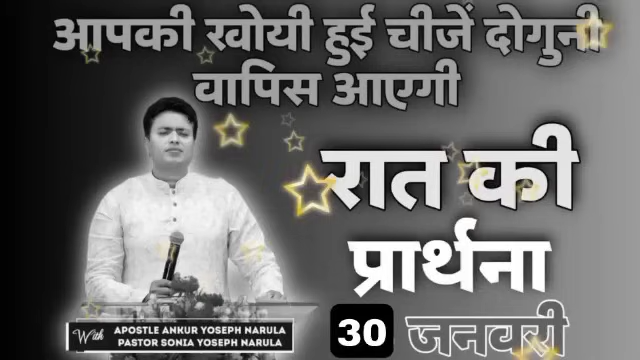 आपकी खोयी हुई चीजें दोगुनी
वापिस आएगी
रात की
प्रार्थना
30 जनवरी
With APOSTLE ANKUR YOSEPH NARULA
PASTOR SONIA YOSEPH NARULA